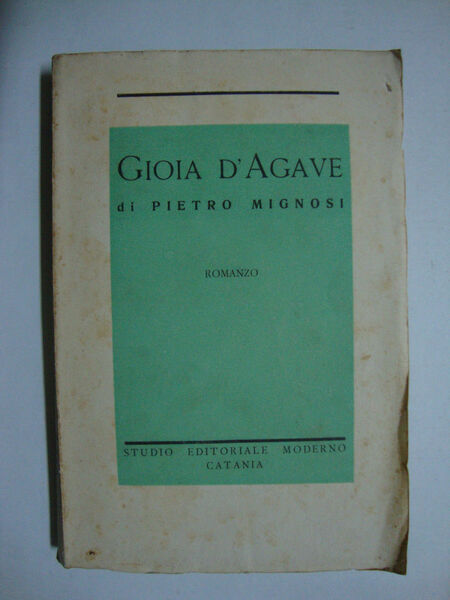 GIOIA D'AGAVE
di PIETRO MIGNOSI
ROMANZO
STUDIO EDITORIALE MODERNO
CATANIA